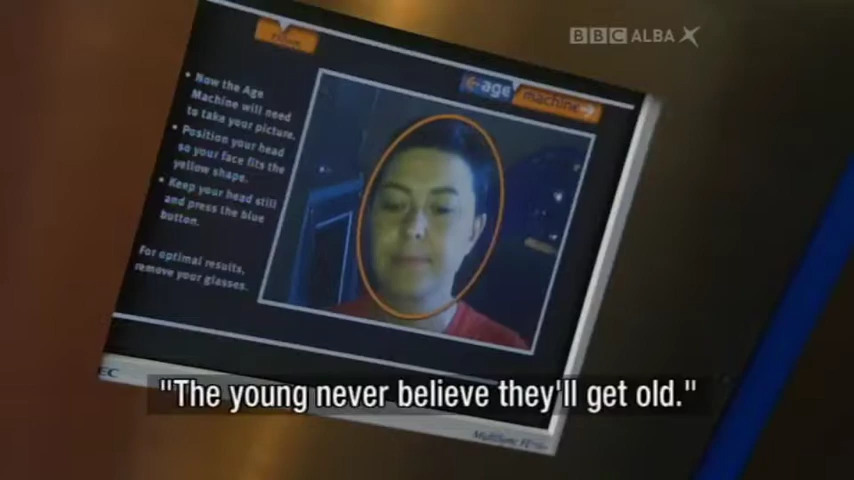 BBC ALBA
age
machine
• Now the Age
Machine will need
to take your picture.
• Position your head
so your face fits the
yellow shape.
• Keep your head still
and press the blue
button.
For optimal results,
remove your glasses.
EC
"The young never believe they'll get old."